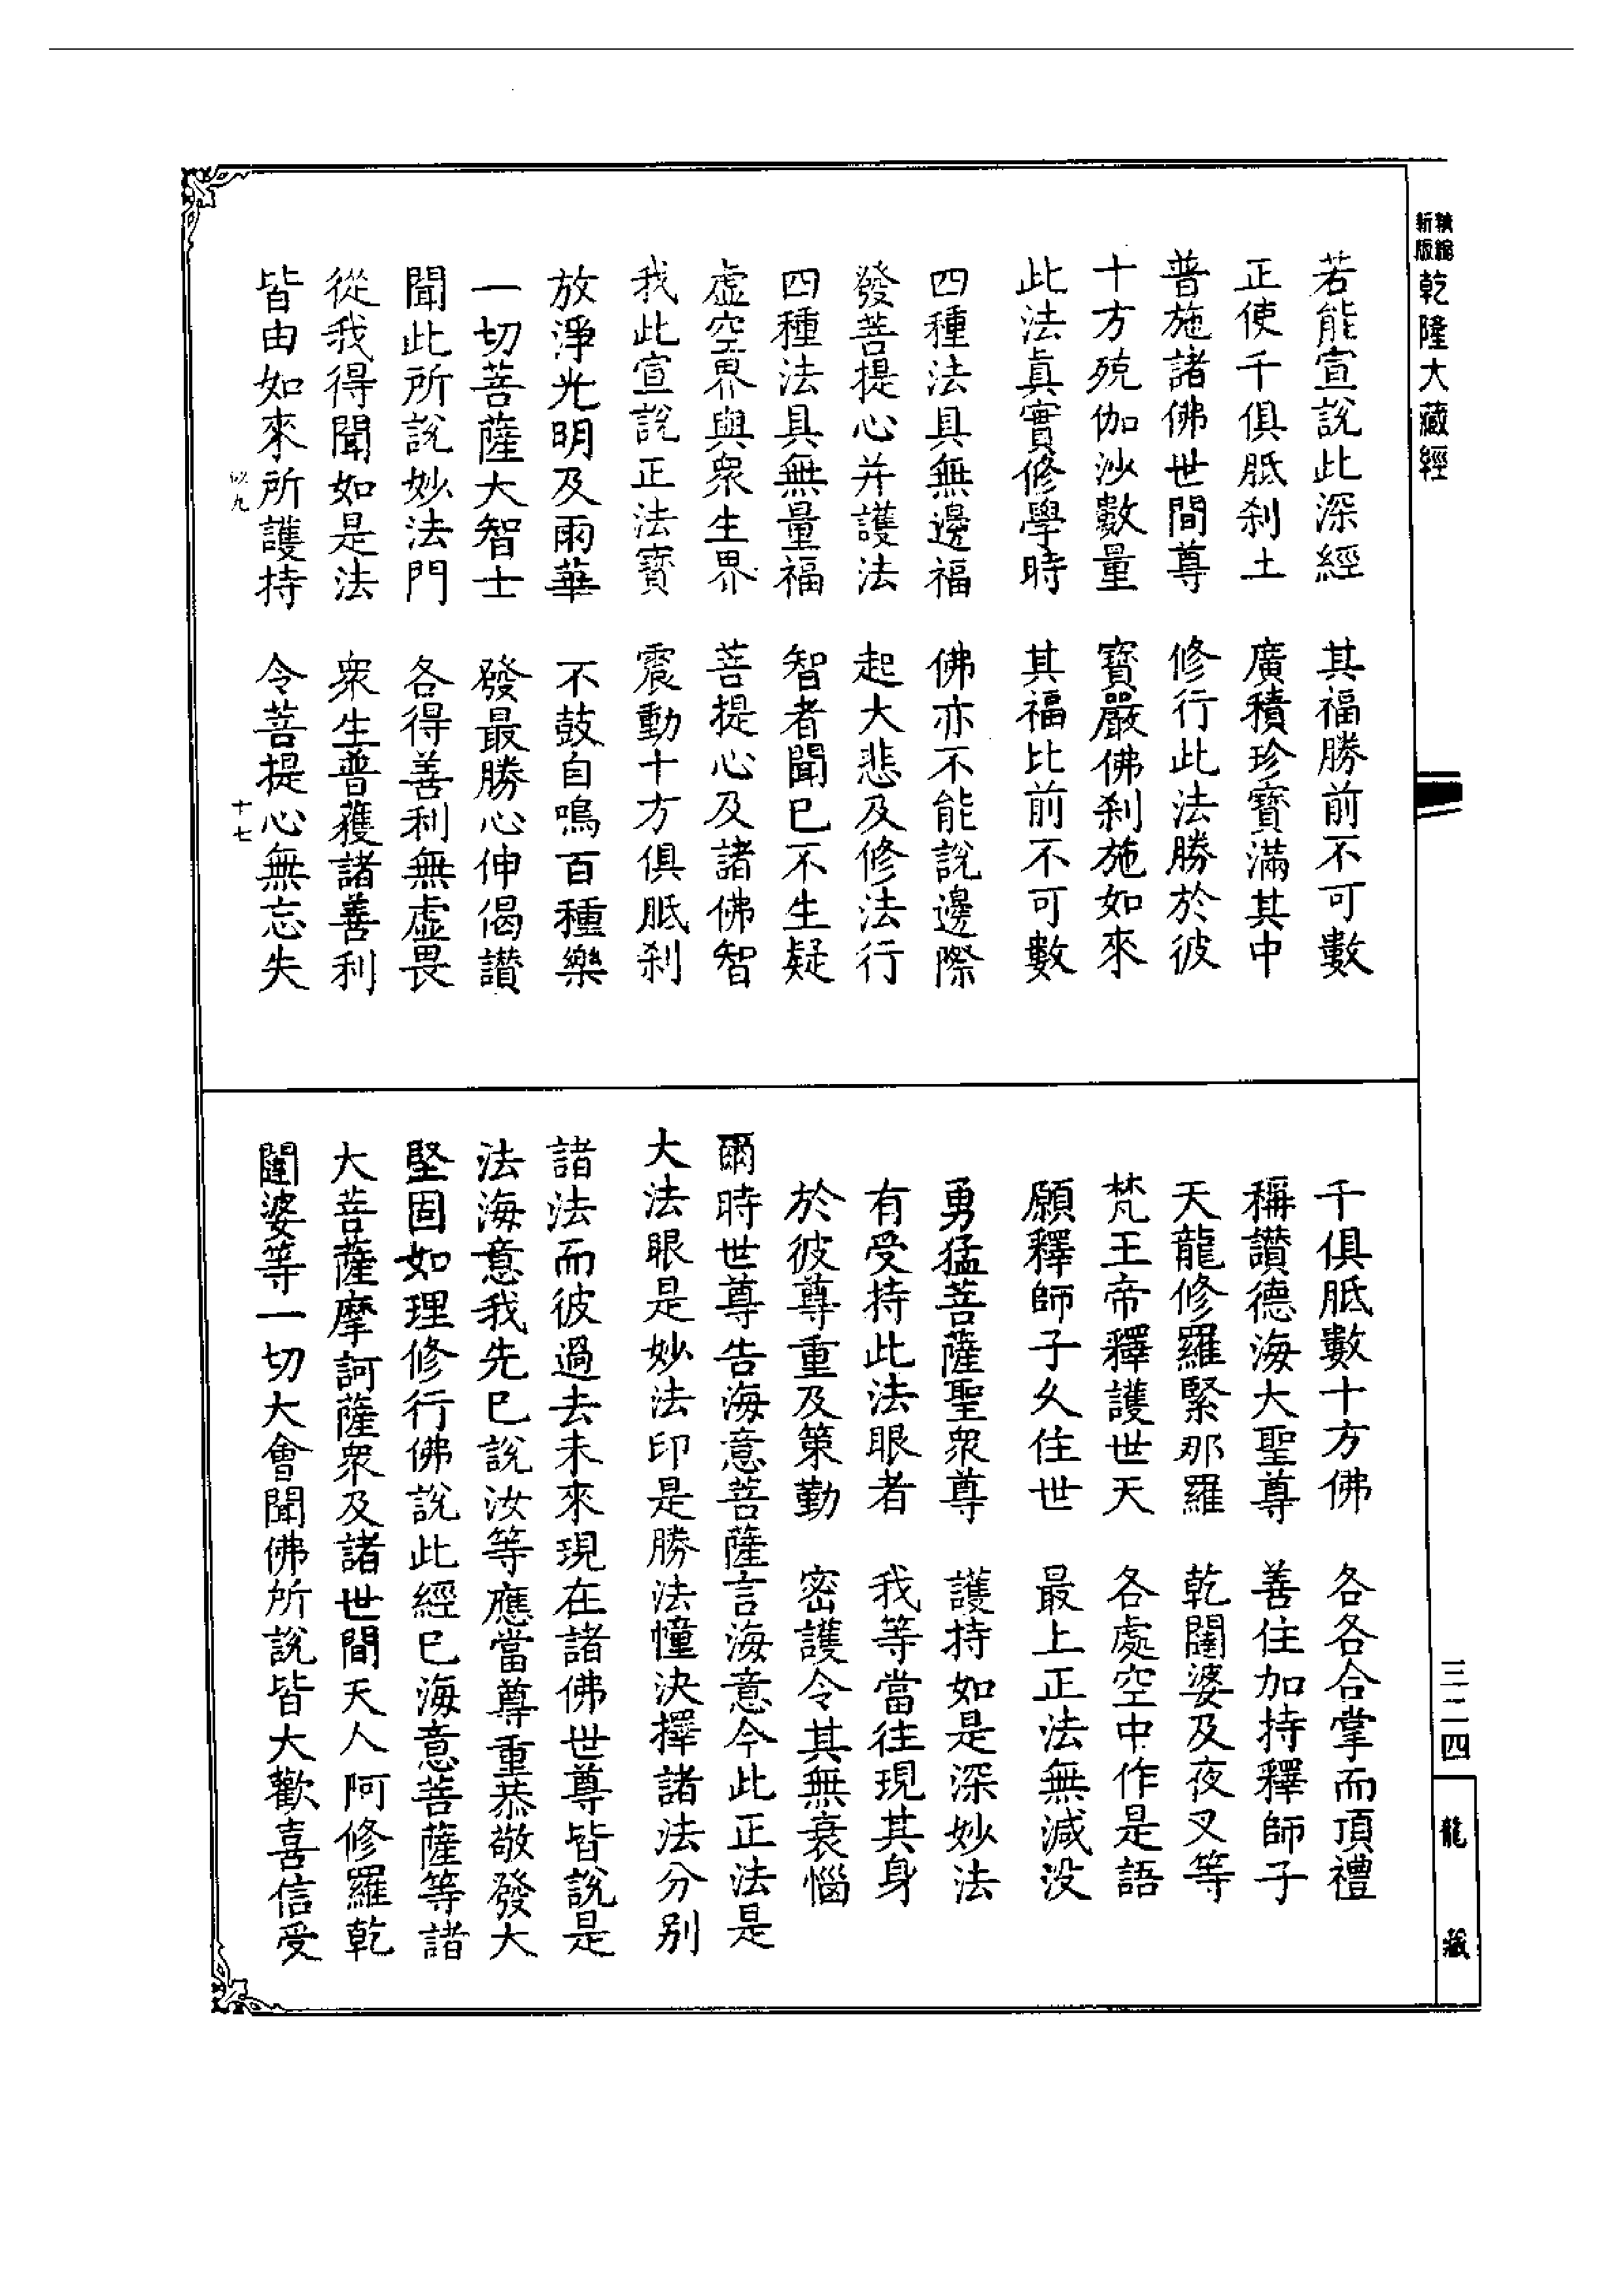 新版精縮
乾隆大藏經
若能宣說此深經　其福勝前不可數
正使千俱胝刹土　廣積珍寶滿其中
普施諸佛世間尊　修行此法勝於彼
十方殑伽沙數量　寶嚴佛刹施如來
此法真實修學時　其福比前不可數
四種法具無邊福　佛亦不能說邊際
發菩提心并護法　起大悲及修法行
四種法具無量福　智者聞已不生疑
虛空界與衆生界　菩提心及諸佛智
我此宣說正法寶　震動十方俱胝刹
放淨光明及雨華　不鼓自鳴百種樂
一切菩薩大智士　發最勝心伸偈讃
聞此所說妙法門　各得善利無虛畏
從我得聞如是法　衆生普獲諸善利
皆由如來所護持　令菩提心無忘失
似九　十七
千俱胝數十方佛　各各合掌而頂禮
稱讃德海大聖尊　善住加持釋師子
天龍修羅緊那羅　乾闥婆及夜叉等
梵王帝釋護世天　各處空中作是語
願釋師子久住世　最上正法無減没
勇猛菩薩聖衆尊　護持如是深妙法
有受持此法眼者　我等當往現其身
於彼尊重及策勤　密護令其無衰惱
爾時世尊告海意菩薩言海意今此正法是
大法眼是妙法印是勝法幢決擇諸法分别
諸法而彼過去未來現在諸佛世尊皆說是
法海意我先已說汝等應當尊重恭敬發大
堅固如理修行佛說此經已海意菩薩等諸
大菩薩摩訶薩衆及諸世間天人阿修羅乾
闥婆等一切大會聞佛所說皆大歡喜信受
三二四
龍藏